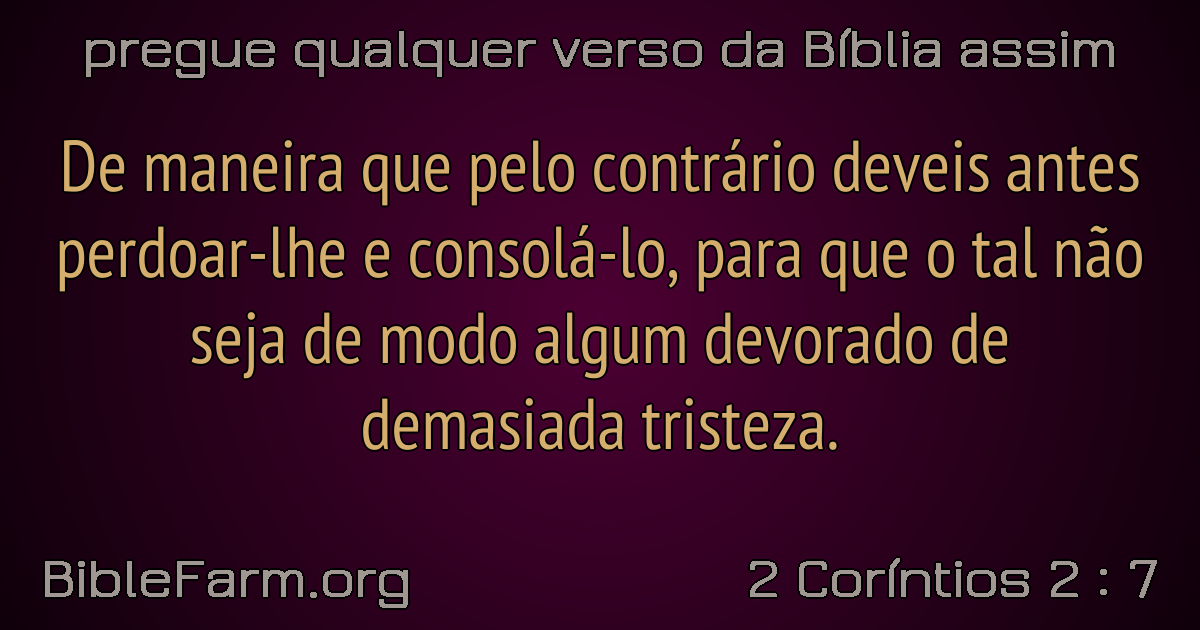 pregue qualquer verso da Bíblia assim
De maneira que pelo contrário deveis antes
perdoar-lhe e consolá-lo, para que o tal não
seja de modo algum devorado de
demasiada tristeza.
BibleFarm.org
2 Coríntios 2 : 7